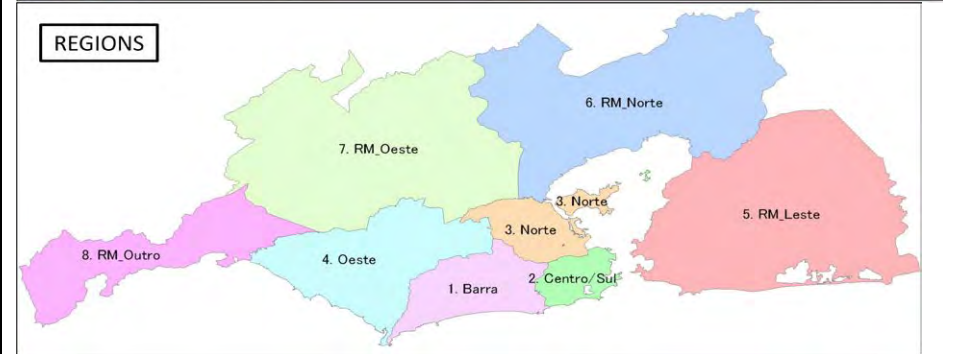 REGIONS
6. RM_Norte
7. RM_Oeste
3. Norte
5. RM_Leste
3. Norte
8. RM_Outro
4. Oeste
2. Centro/Sul
1. Barra